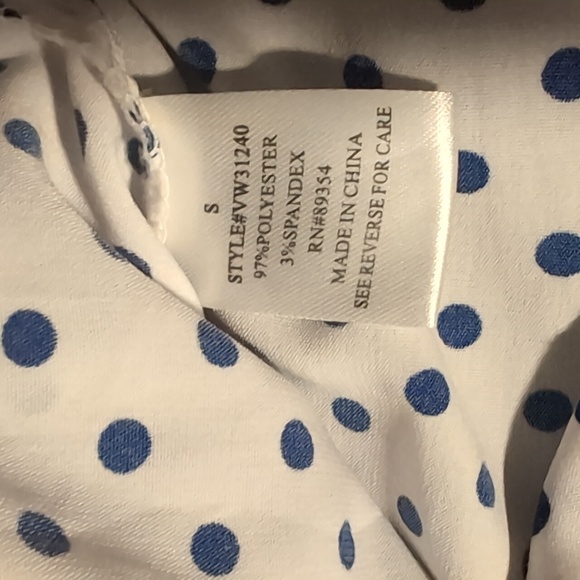 S
STYLE#VW31240
97%POLYESTER
3%SPANDEX
RN#89354
MADE IN CHINA
SEE REVERSE FOR CARE